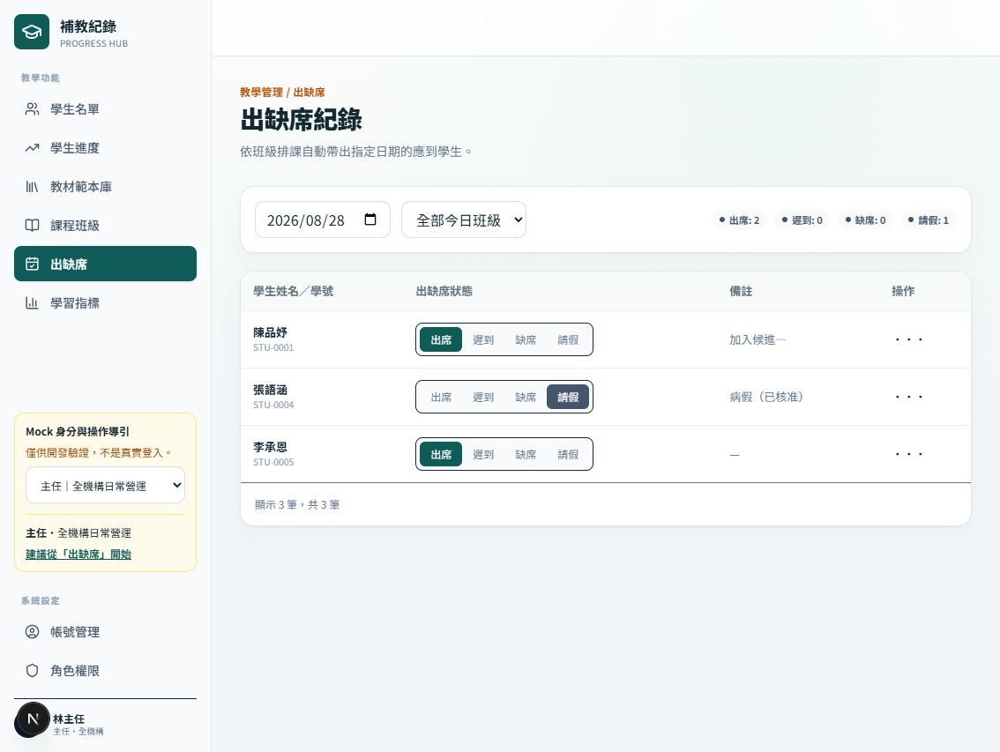 補教紀錄
PROGRESS HUB
教學功能
學生名單
學生進度
教材範本庫
課程班級
出缺席
學習指標
Mock 身分與操作導引
僅供開發驗證，不是真實登入。
主任｜全機構日常營運
主任・全機構日常營運
建議從「出缺席」開始
系統設定
帳號管理
角色權限
N
林主任
主任・全機構
教學管理 / 出缺席
出缺席紀錄
依班級排課自動帶出指定日期的應到學生。
2026/08/28 全部今日班級 出席: 2 遲到: 0 缺席: 0 請假: 1
學生姓名／學號 出缺席狀態 備註 操作
陳品妤
STU-0001
出席 遲到 缺席 請假 加入候進— ···
張語涵
STU-0004
出席 遲到 缺席 請假 病假（已核准） ···
李承恩
STU-0005
出席 遲到 缺席 請假 — ···
顯示 3 筆，共 3 筆